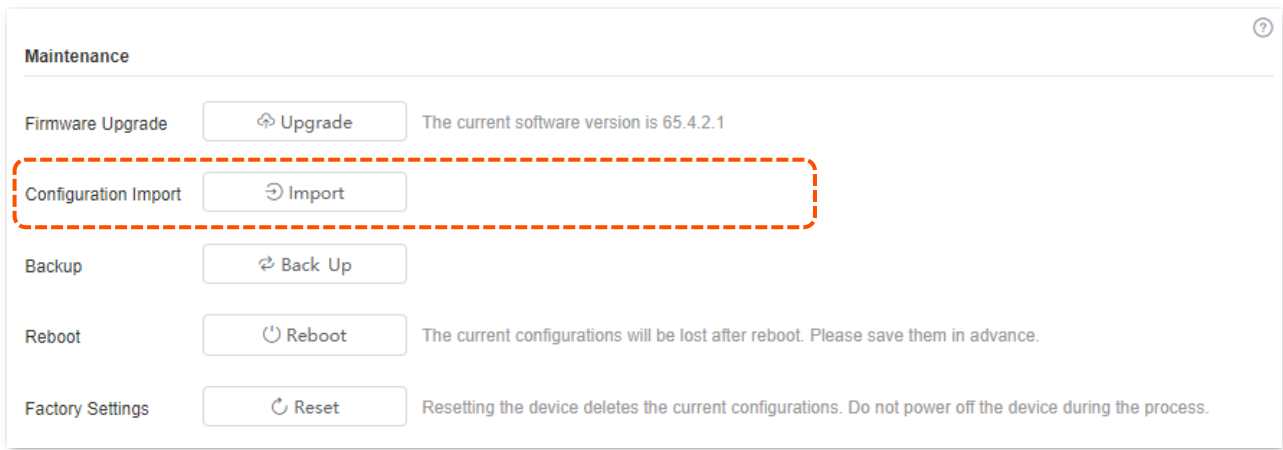 ?
Maintenance
Firmware Upgrade Upgrade The current software version is 65.4.2.1
Configuration Import Import
Backup Back Up
Reboot Reboot The current configurations will be lost after reboot. Please save them in advance.
Factory Settings Reset Resetting the device deletes the current configurations. Do not power off the device during the process.